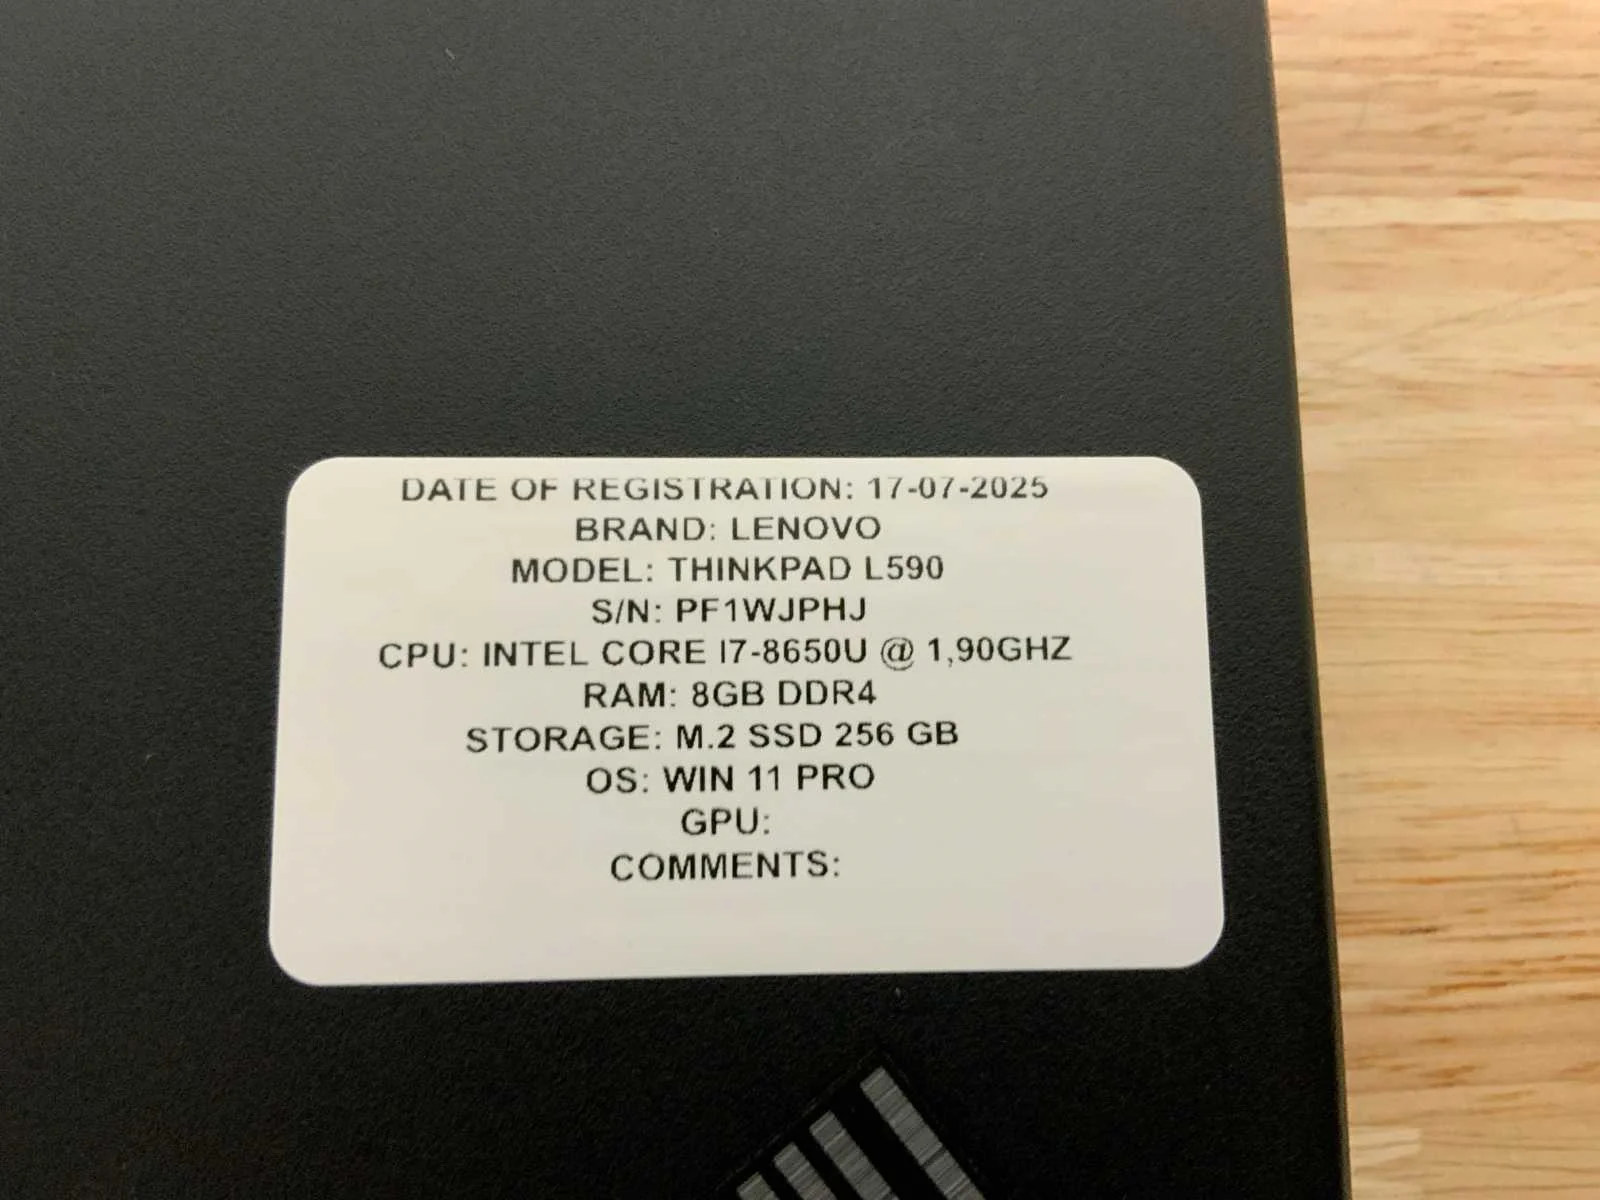 DATE OF REGISTRATION: 17-07-2025
BRAND: LENOVO
MODEL: THINKPAD L590
S/N: PF1WJPHJ
CPU: INTEL CORE I7-8650U @ 1,90GHZ
RAM: 8GB DDR4
STORAGE: M.2 SSD 256 GB
OS: WIN 11 PRO
GPU:
COMMENTS: